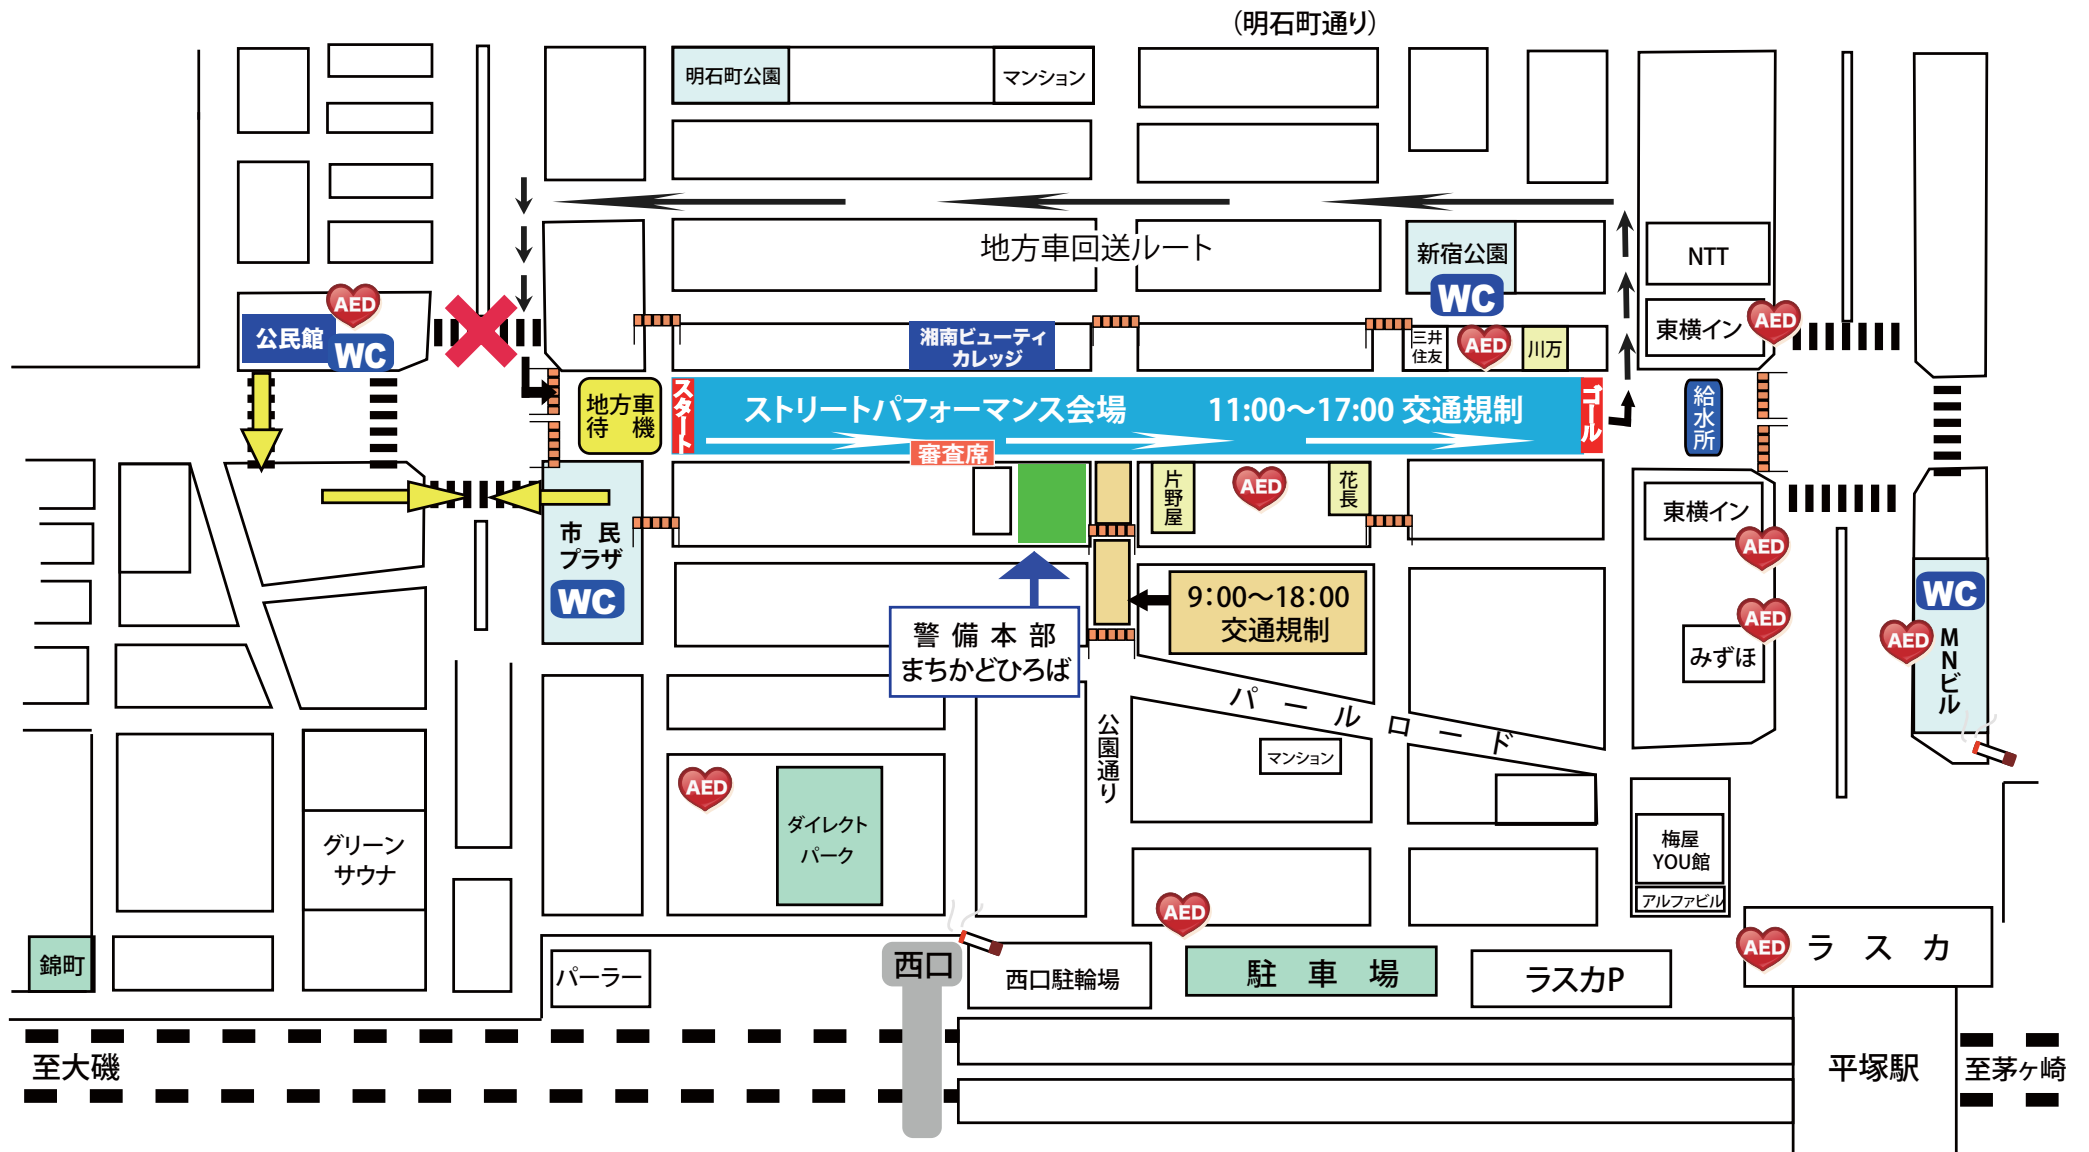 （明石町通り）
明石町公園
マンション
地方車回送ルート
新宿公園
WC
NTT
東横イン
AED
AED
公民館
WC
湘南ビューティ
カレッジ
三井
住友
AED
川万
地方車
待　機
スタート
ストリートパフォーマンス会場　11:00～17:00 交通規制
ゴール
給水所
審査席
市　民
プラザ
WC
片野屋
AED
花長
東横イン
AED
警 備 本 部
まちかどひろば
9：00～18：00
交通規制
AED
みずほ
WC
AED
MNビル
パールロード
公園通り
マンション
AED
ダイレクト
パーク
グリーン
サウナ
梅屋
YOU館
アルファビル
AED
錦町
パーラー
西口
西口駐輪場
駐　車　場
ラスカP
AED
ラ　ス　カ
至大磯
平塚駅
至茅ヶ崎